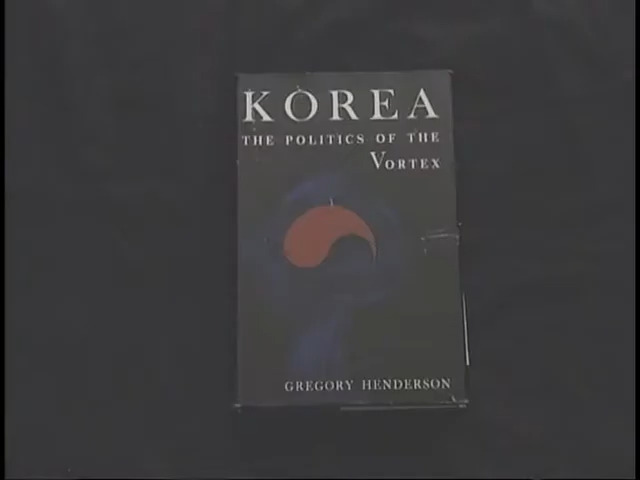 KOREA
THE POLITICS OF THE
VORTEX
GREGORY HENDERSON